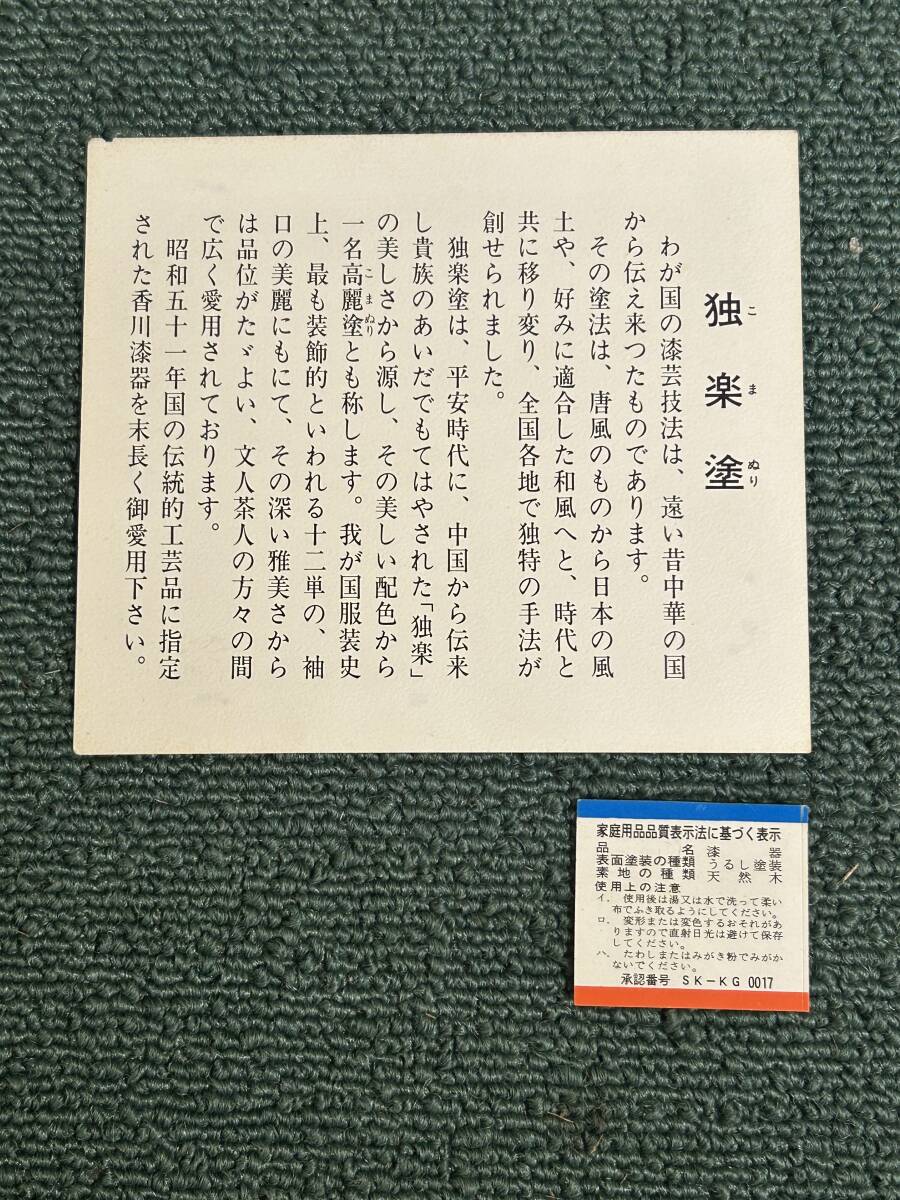 独楽塗
こまぬり
わが国の漆芸技法は、遠い昔中華の国
から伝え来つたものであります。
その塗法は、唐風のものから日本の風
土や、好みに適合した和風へと、時代と
共に移り変り、全国各地で独特の手法が
創せられました。
独楽塗は、平安時代に、中国から伝来
し貴族のあいだでもてはやされた「独楽」
の美しさから源し、その美しい配色から
一名高麗塗とも称します。我が国服装史
こまぬり
上、最も装飾的といわれる十二単の、袖
口の美麗にもにて、その深い雅美さから
は品位がたゞよい、文人茶人の方々の間
で広く愛用されております。
昭和五十一年国の伝統的工芸品に指定
された香川漆器を末長く御愛用下さい。
家庭用品品質表示法に基づく表示
品名 漆器
表面塗装の種類 うるし塗装
素地の種類 天然木
使用上の注意
イ. 使用後は湯又は水で洗って柔い
布でふき取るようにしてください。
ロ. 変形または変色するおそれがあ
りますので直射日光は避けて保存
してください。
ハ. たわしまたはみがき粉でみがか
ないでください。
承認番号 SK-KG 0017